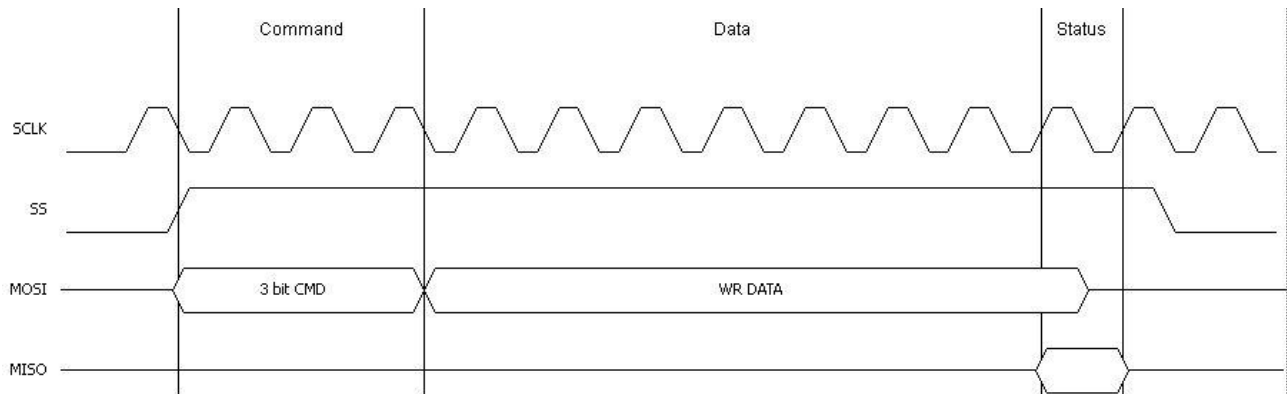 Command Data Status
SCLK
SS
MOSI 3 bit CMD WR DATA
MISO